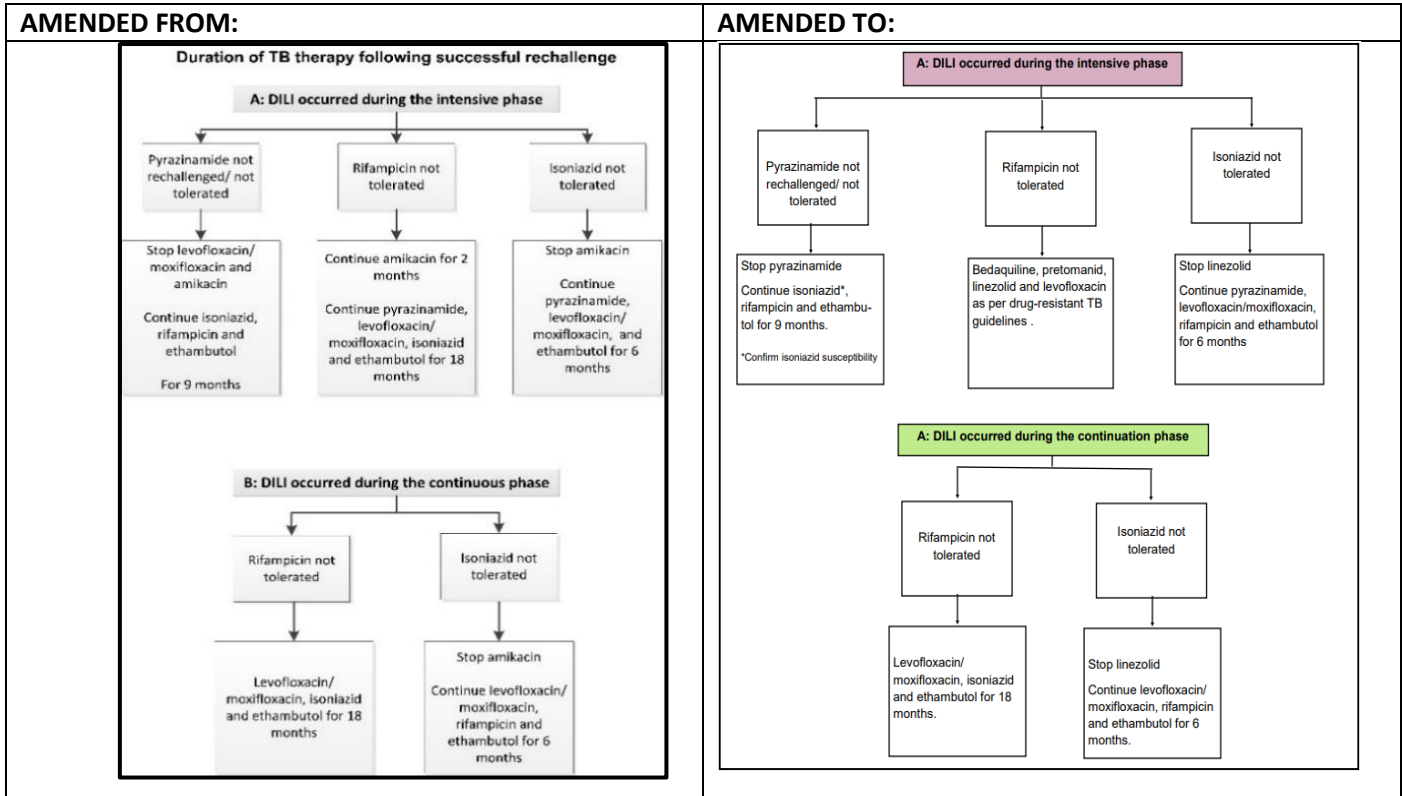 AMENDED FROM:
Duration of TB therapy following successful rechallenge
A: DILI occurred during the intensive phase
Pyrazinamide not
rechallenged/ not
tolerated
Rifampicin not
tolerated
Isoniazid not
tolerated
Stop levofloxacin/
moxifloxacin and
amikacin
Continue isoniazid,
rifampicin and
ethambutol
For 9 months
Continue amikacin for 2
months
Continue pyrazinamide,
levofloxacin/
moxifloxacin, isoniazid
and ethambutol for 18
months
Stop amikacin
Continue
pyrazinamide,
levofloxacin/
moxifloxacin, and
ethambutol for 6
months
B: DILI occurred during the continuous phase
Rifampicin not
tolerated
Isoniazid not
tolerated
Levofloxacin/
moxifloxacin, isoniazid
and ethambutol for 18
months
Stop amikacin
Continue levofloxacin/
moxifloxacin,
rifampicin and
ethambutol for 6
months
AMENDED TO:
A: DILI occurred during the intensive phase
Pyrazinamide not
rechallenged/ not
tolerated
Rifampicin not
tolerated
Isoniazid not
tolerated
Stop pyrazinamide
Continue isoniazid*,
rifampicin and ethambu-
tol for 9 months.
*Confirm isoniazid susceptibility
Bedaquiline, pretomanid,
linezolid and levofloxacin
as per drug-resistant TB
guidelines .
Stop linezolid
Continue pyrazinamide,
levofloxacin/moxifloxacin,
rifampicin and ethambutol
for 6 months
A: DILI occurred during the continuation phase
Rifampicin not
tolerated
Isoniazid not
tolerated
Levofloxacin/
moxifloxacin, isoniazid
and ethambutol for 18
months.
Stop linezolid
Continue levofloxacin/
moxifloxacin, rifampicin
and ethambutol for 6
months.